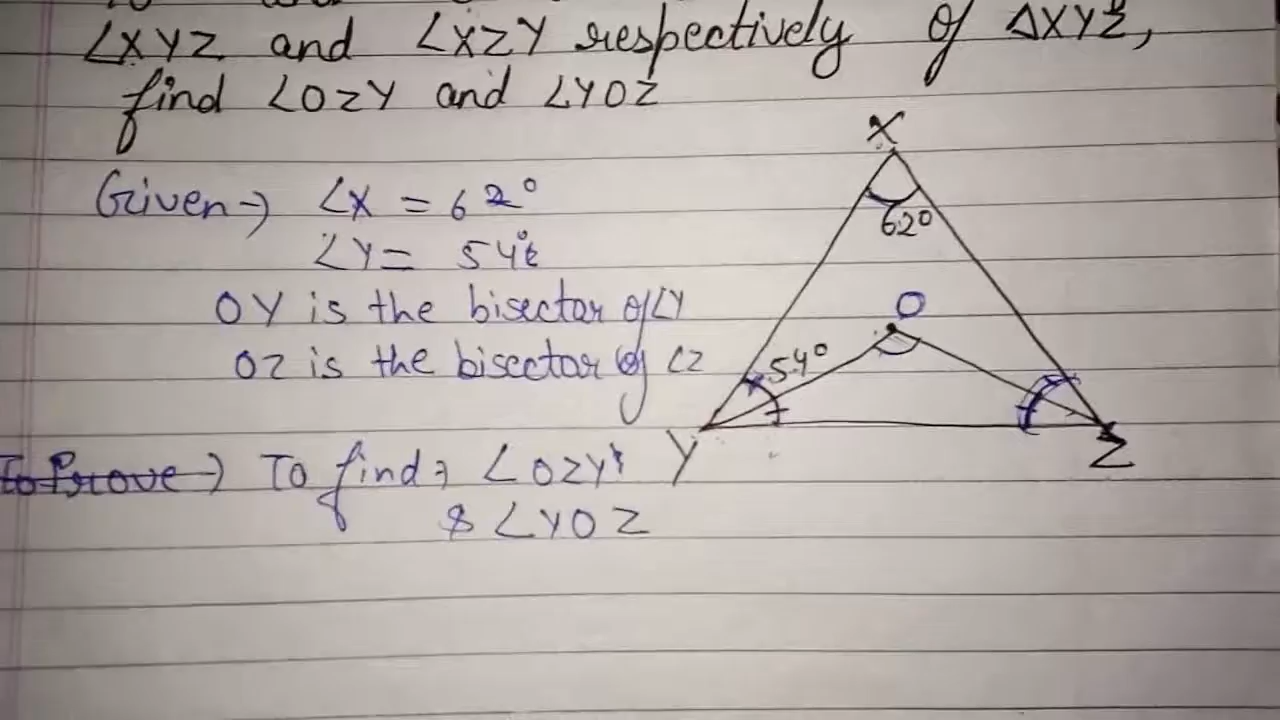 ∠XYZ and ∠XZY respectively of ΔXYZ,
find ∠OZY and ∠YOZ
Given→ ∠X = 62°
∠Y = 54°
OY is the bisector of ∠Y
OZ is the bisector of ∠Z
To Prove → To find → ∠OZY
& ∠YOZ
X
62°
O
54°
Y
Z